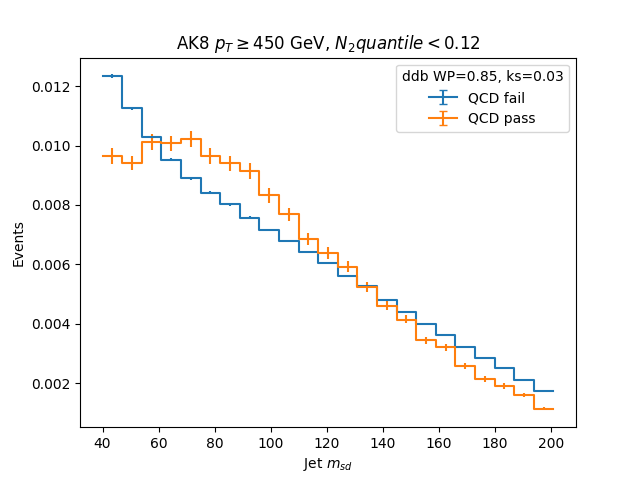 AK8 $p_T \geq 450$ GeV, $N_2quantile < 0.12$
ddb WP=0.85, ks=0.03
QCD fail
QCD pass
Events
0.012
0.010
0.008
0.006
0.004
0.002
40 60 80 100 120 140 160 180 200
Jet $m_{sd}$